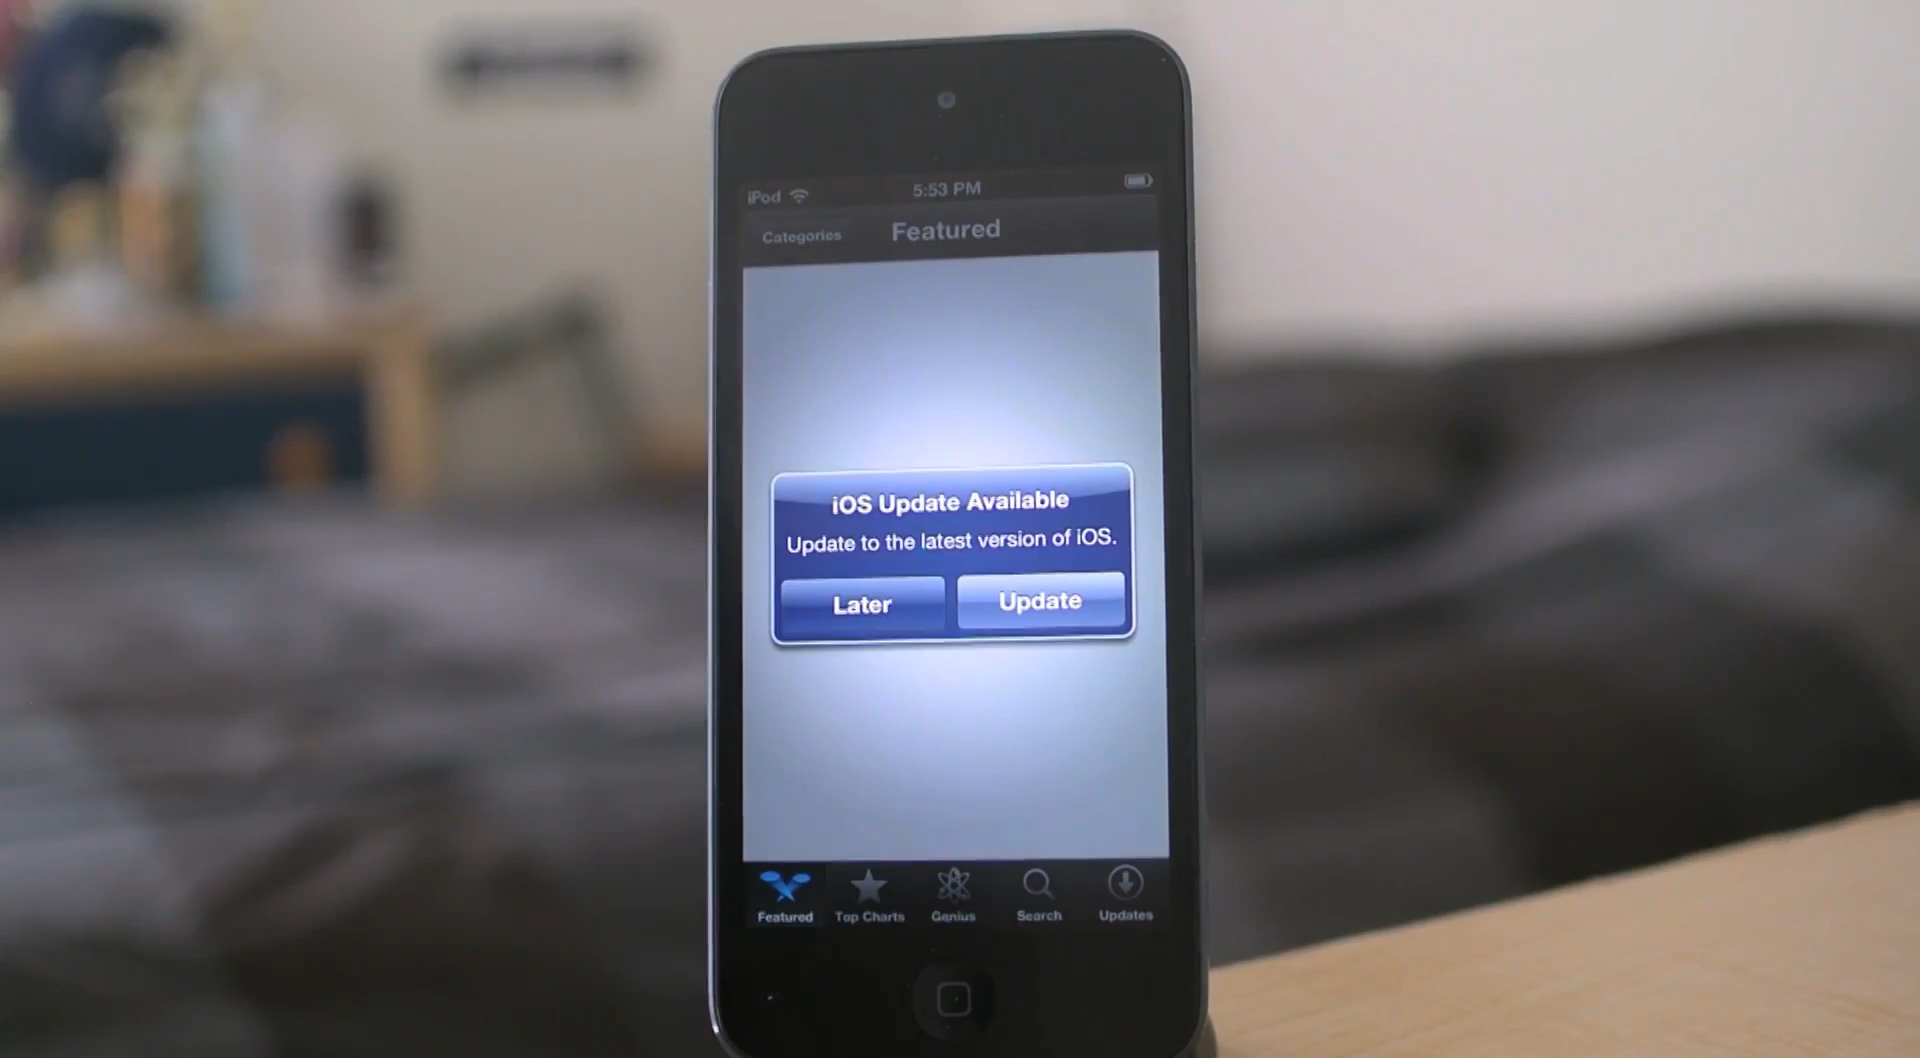 iPod 5:53 PM
Categories Featured
iOS Update Available
Update to the latest version of iOS.
Later Update
Featured Top Charts Genius Search Updates